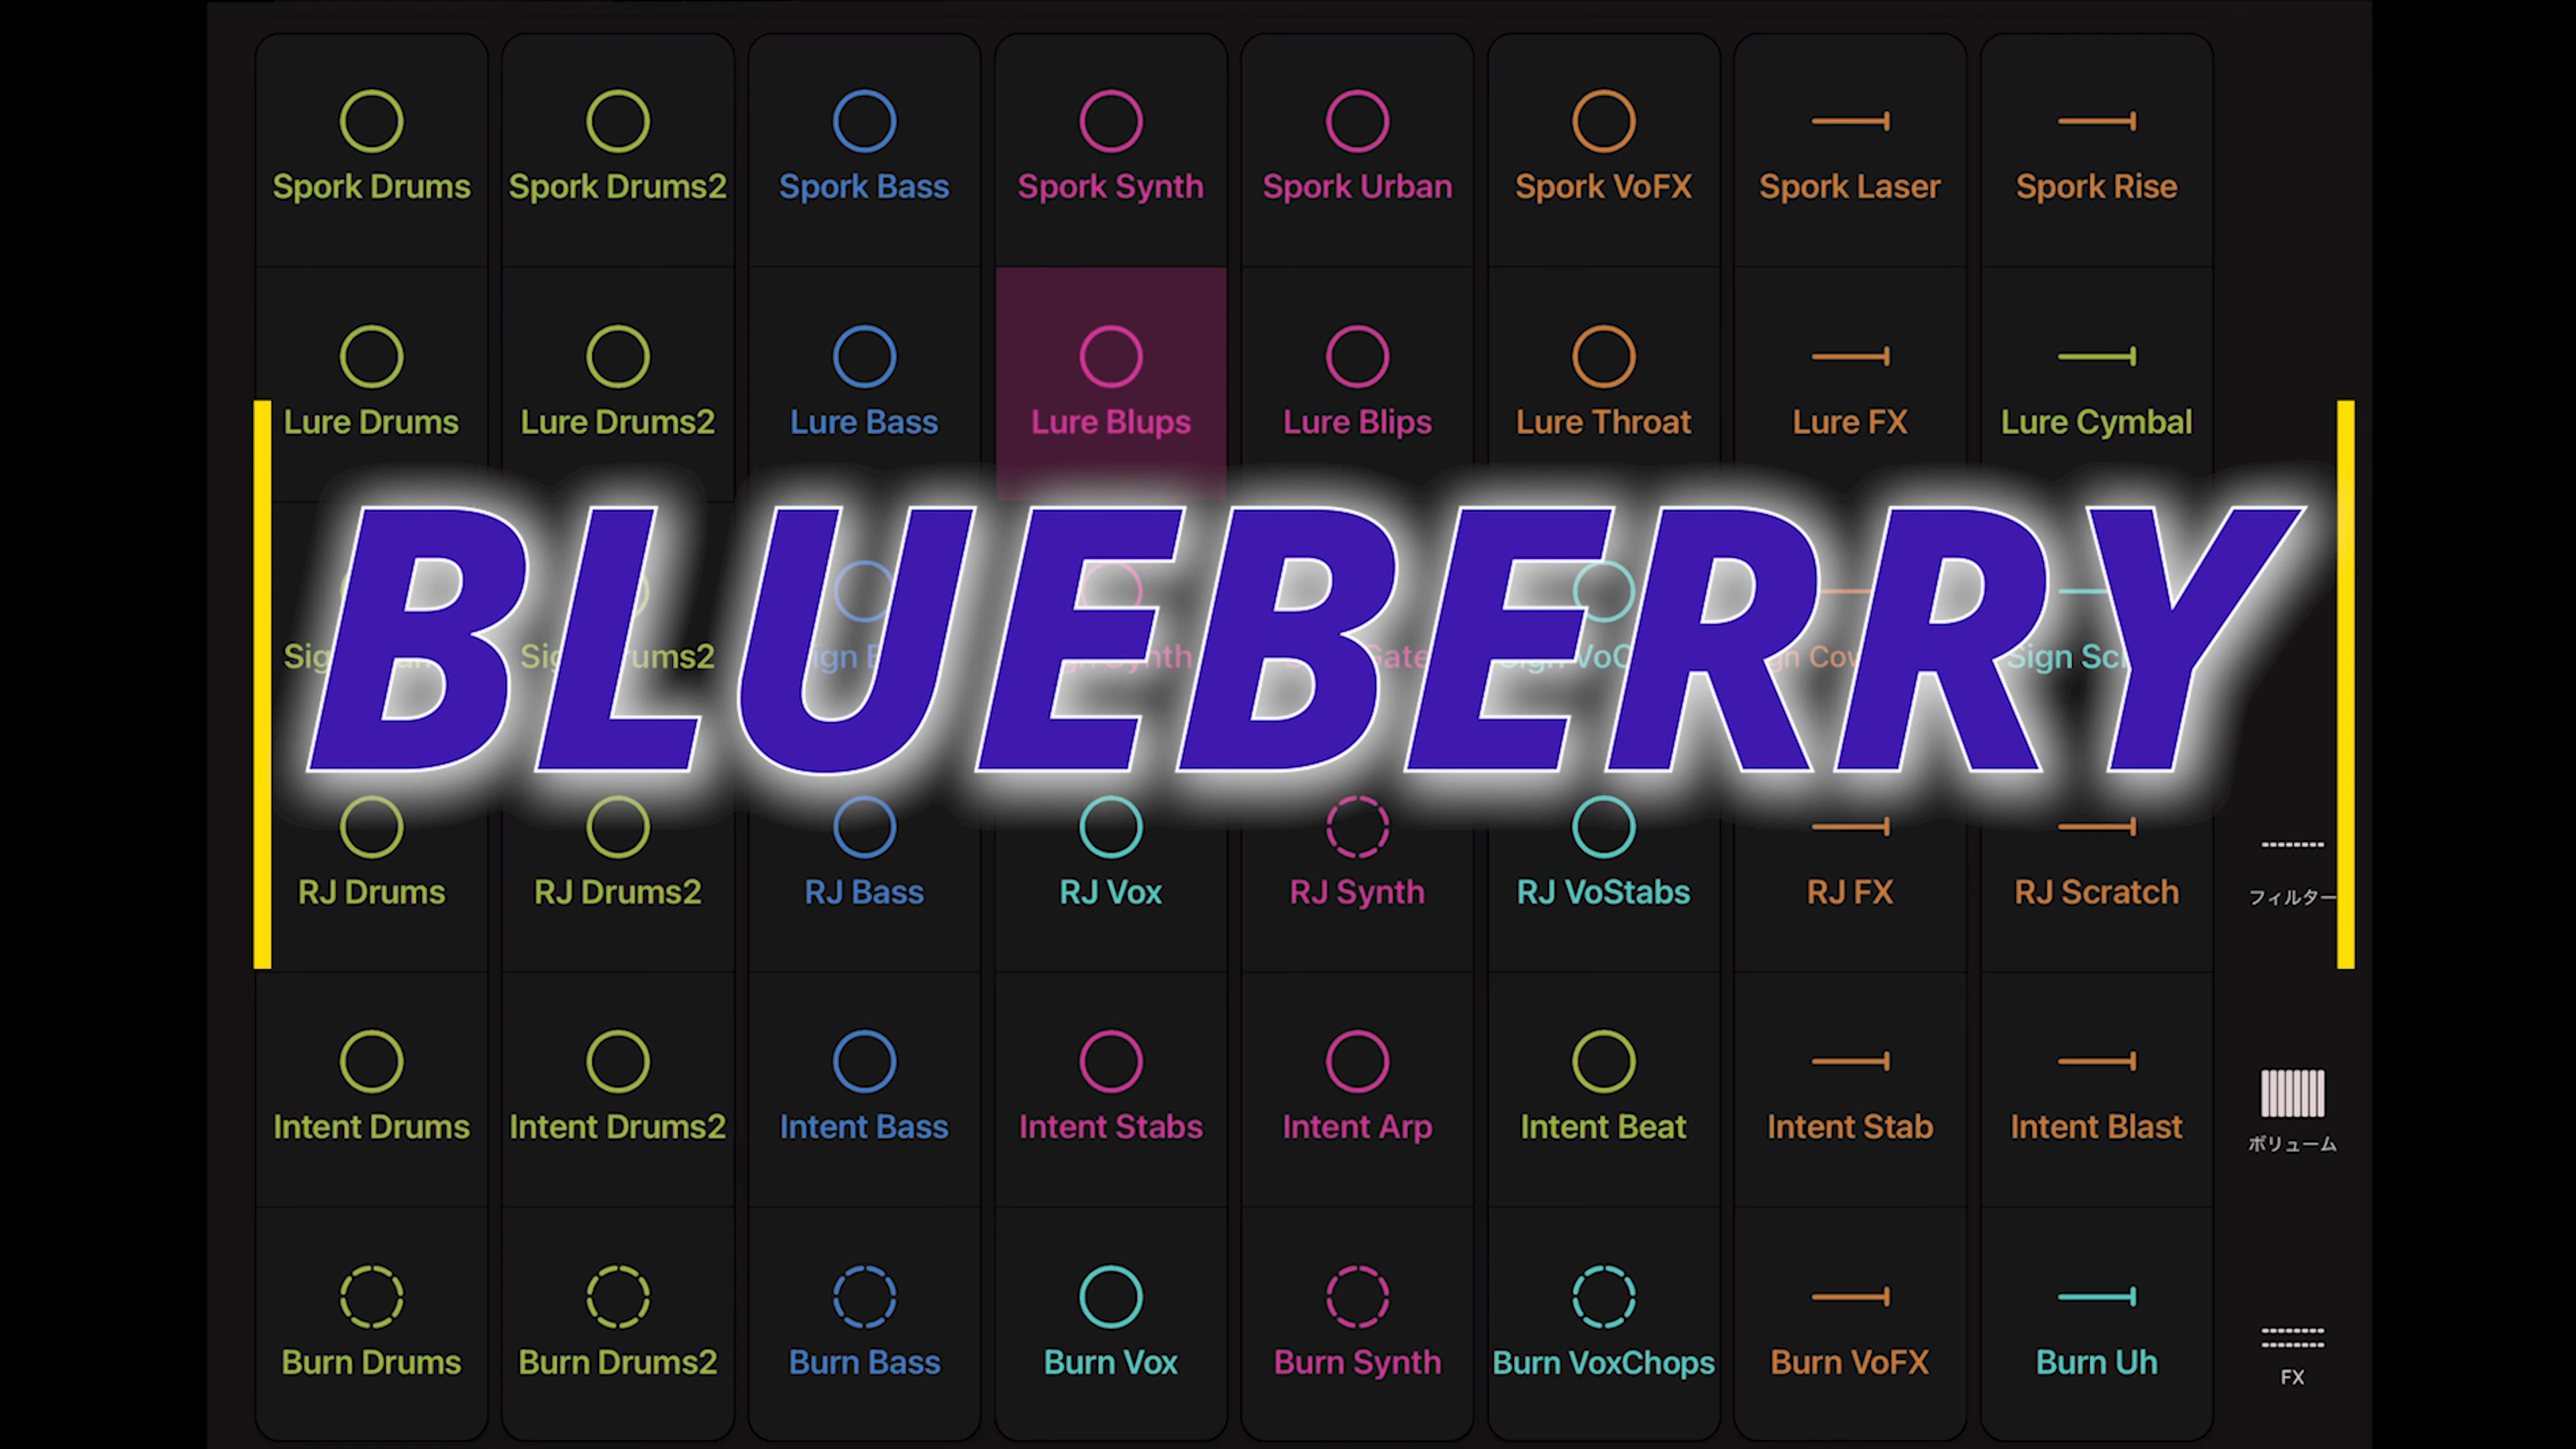 Spork Drums Spork Drums2 Spork Bass Spork Synth Spork Urban Spork VoFX Spork Laser Spork Rise
Lure Drums Lure Drums2 Lure Bass Lure Blups Lure Blips Lure Throat Lure FX Lure Cymbal
BLUEBERRY
RJ Drums RJ Drums2 RJ Bass RJ Vox RJ Synth RJ VoStabs RJ FX RJ Scratch
フィルター
Intent Drums Intent Drums2 Intent Bass Intent Stabs Intent Arp Intent Beat Intent Stab Intent Blast
ボリューム
Burn Drums Burn Drums2 Burn Bass Burn Vox Burn Synth Burn VoxChops Burn VoFX Burn Uh
FX